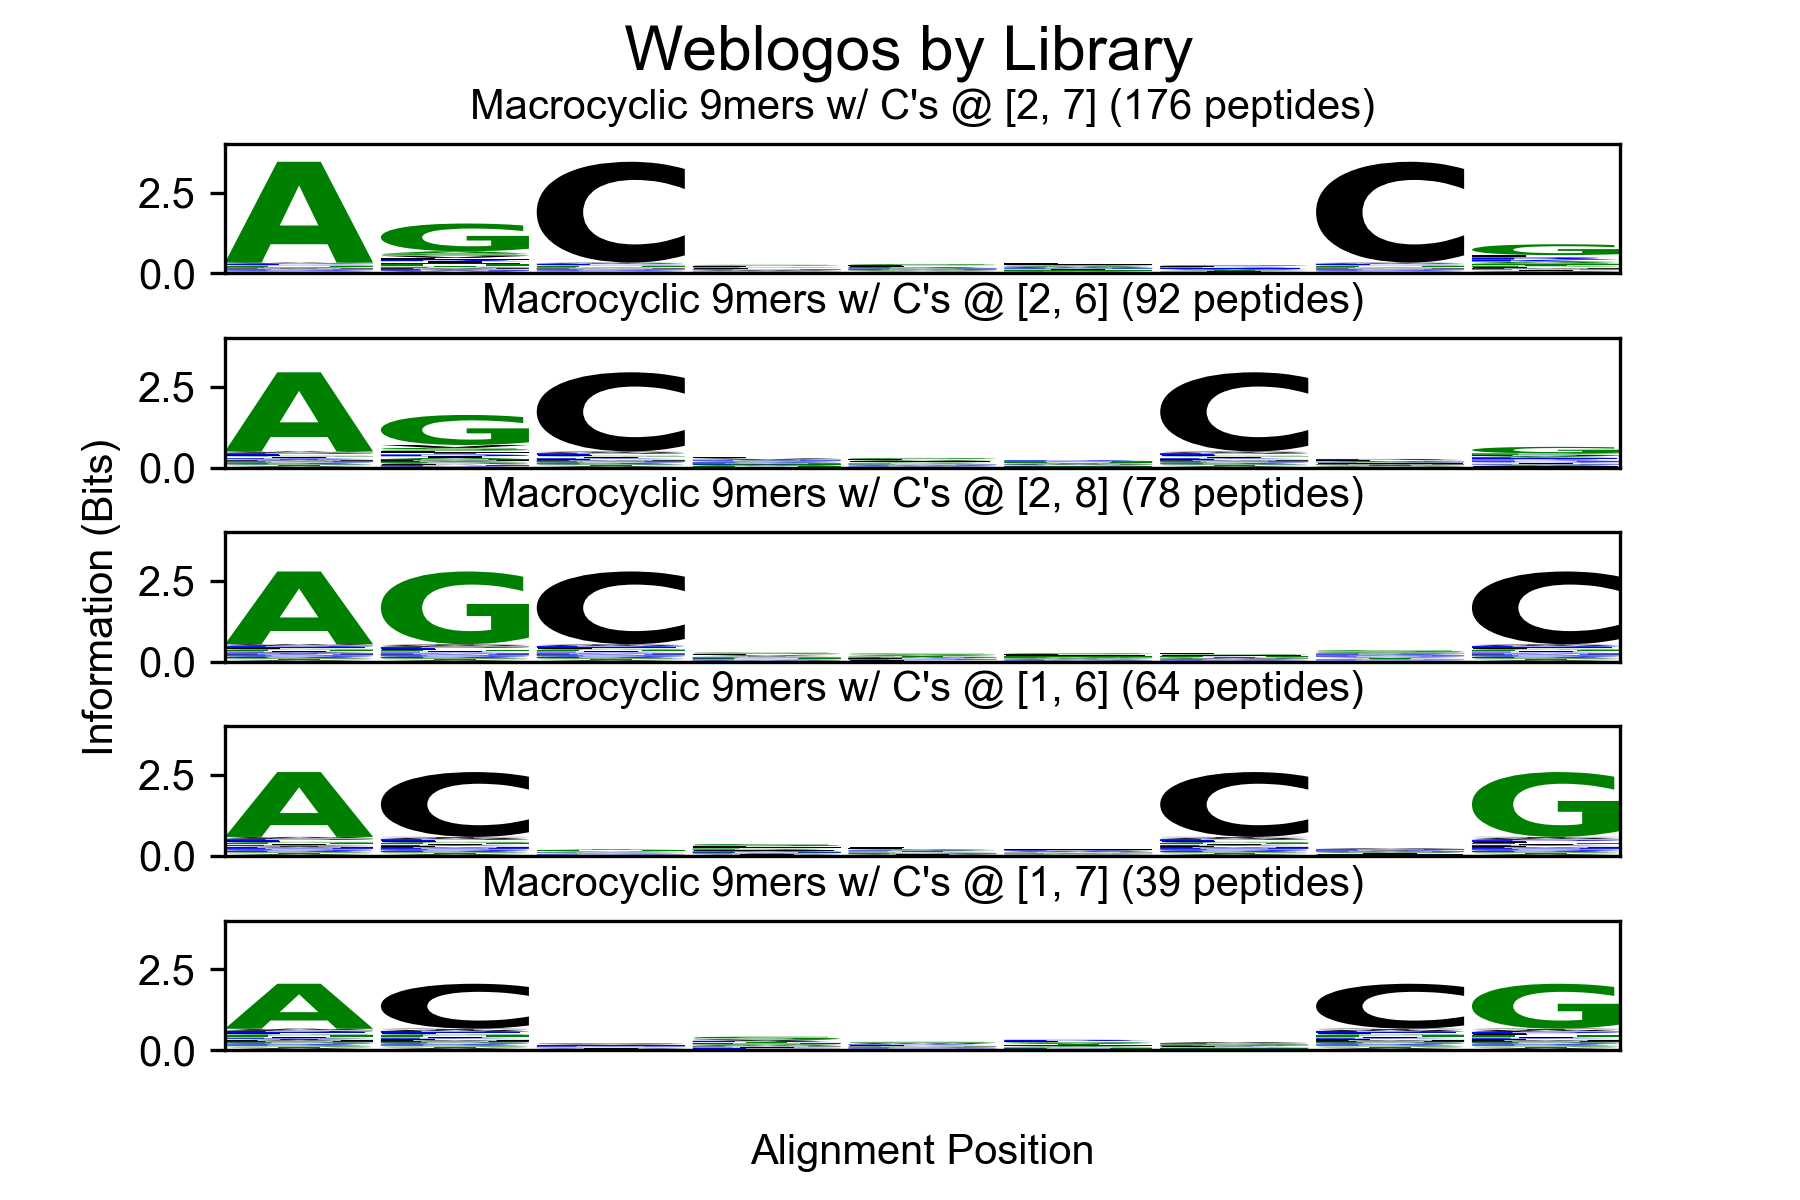 Weblogos by Library
Macrocyclic 9mers w/ C's @ [2, 7] (176 peptides)
2.5
0.0
A G C C G
Macrocyclic 9mers w/ C's @ [2, 6] (92 peptides)
2.5
0.0
A G C C G
Macrocyclic 9mers w/ C's @ [2, 8] (78 peptides)
2.5
0.0
A G C C
Macrocyclic 9mers w/ C's @ [1, 6] (64 peptides)
2.5
0.0
A C C G
Macrocyclic 9mers w/ C's @ [1, 7] (39 peptides)
2.5
0.0
A C C G
Information (Bits)
Alignment Position